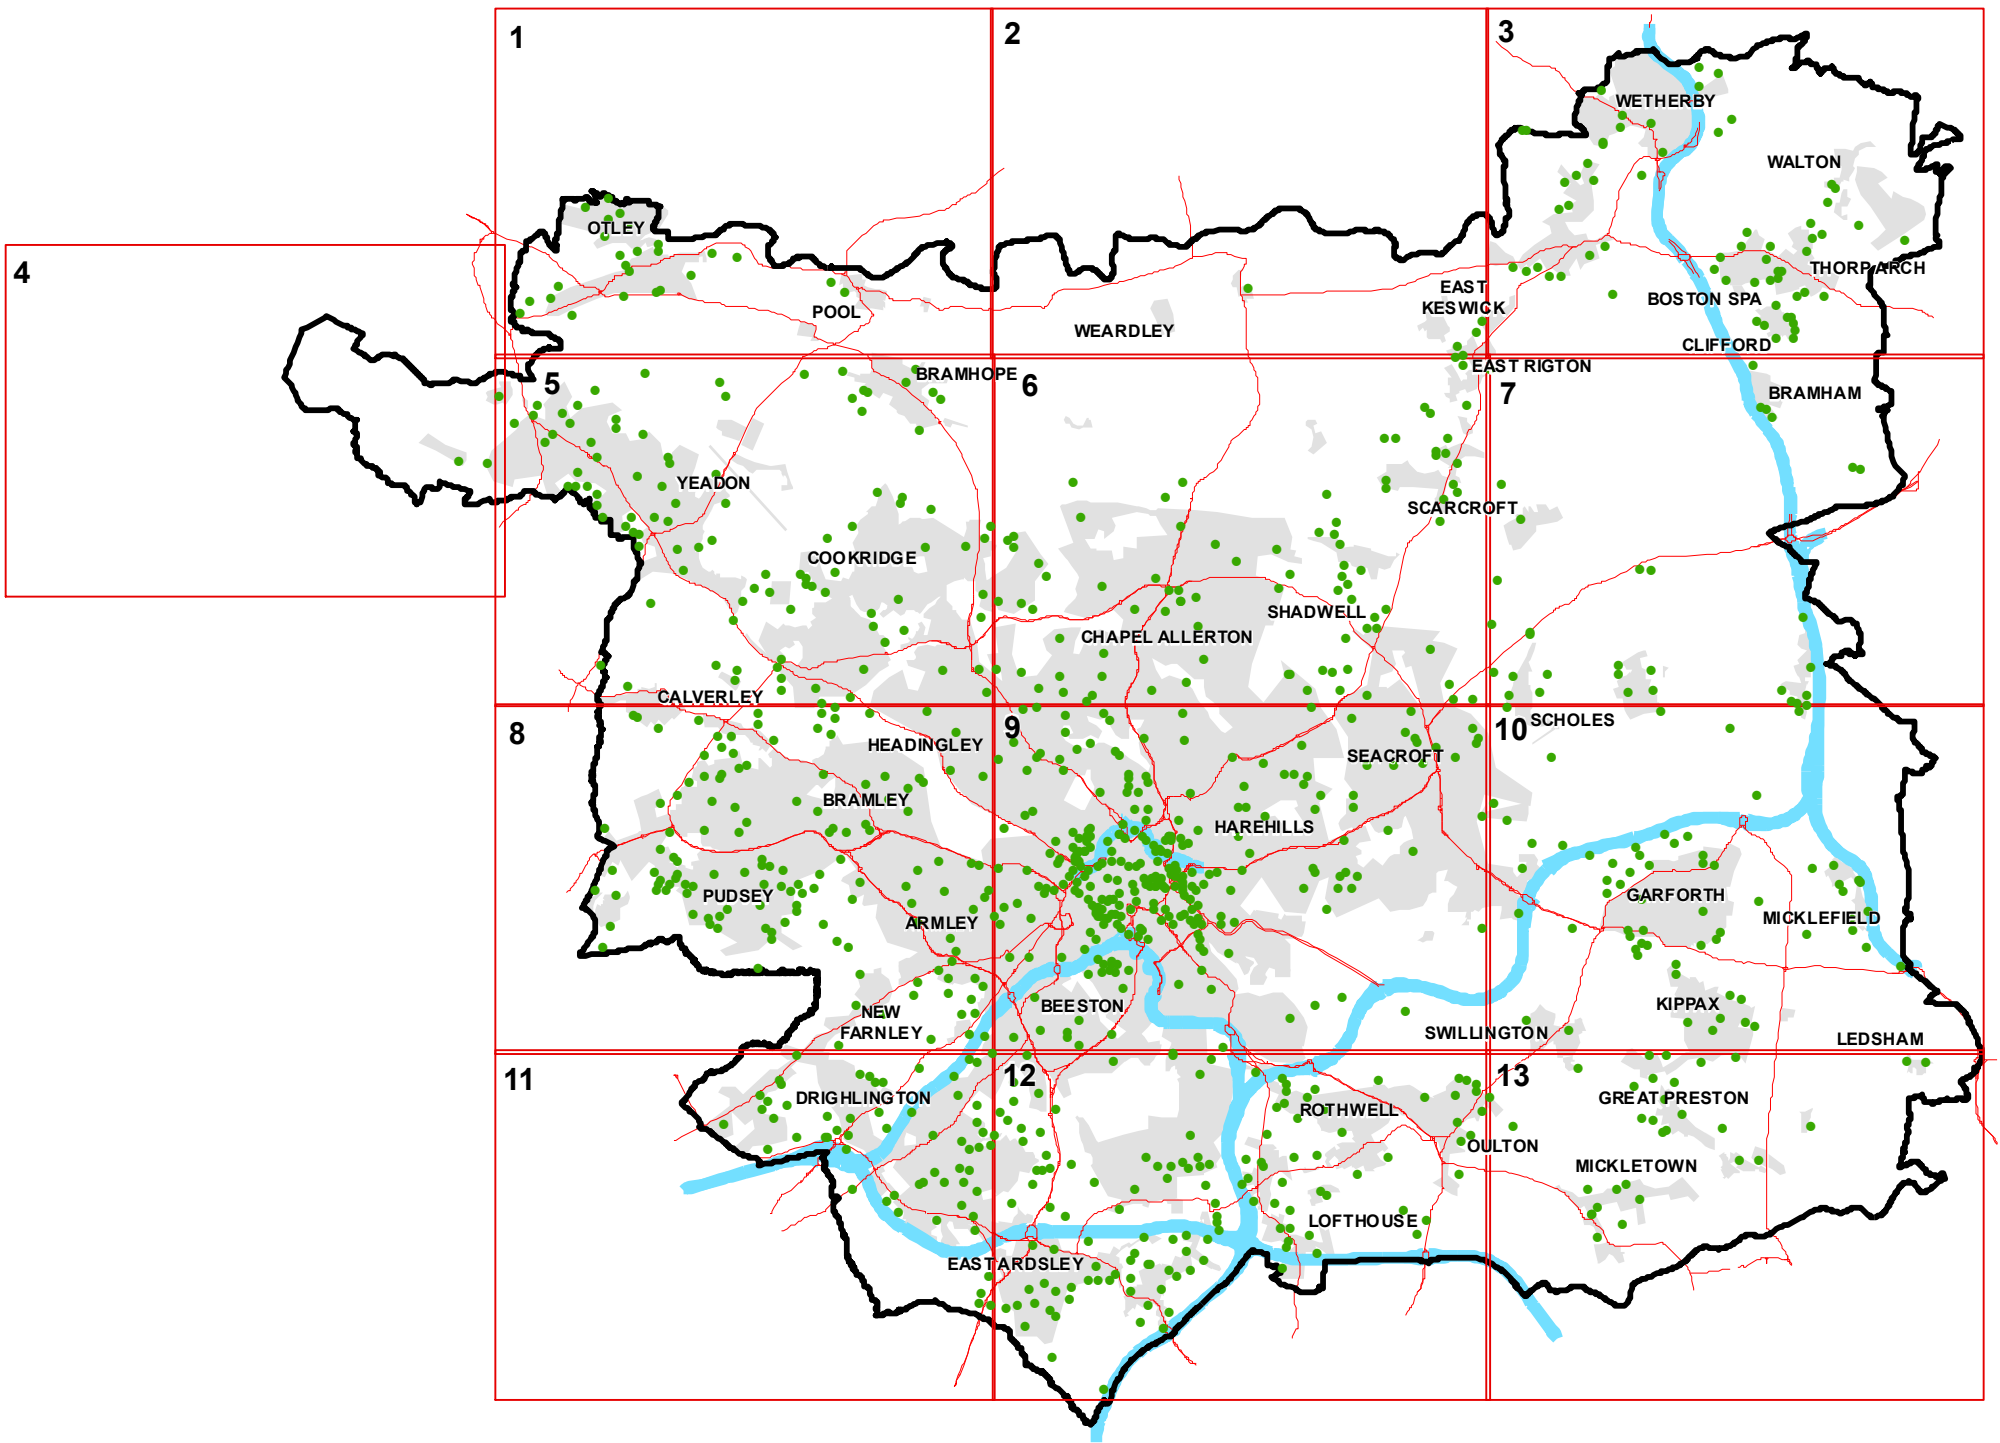 1
2
3
WETHERBY
WALTON
OTLEY
4
THORP ARCH
EAST
KESWICK
BOSTON SPA
POOL
WEARDLEY
CLIFFORD
EAST RIGTON
BRAMHOPE
5
6
7
BRAMHAM
YEADON
SCARCROFT
COOKRIDGE
SHADWELL
CHAPEL ALLERTON
CALVERLEY
8
9
10
SCHOLES
HEADINGLEY
SEACROFT
BRAMLEY
HAREHILLS
PUDSEY
GARFORTH
ARMLEY
MICKLEFIELD
BEESTON
KIPPAX
NEW
FARNLEY
SWILLINGTON
LEDSHAM
11
12
13
DRIGHLINGTON
ROTHWELL
GREAT PRESTON
OULTON
MICKLETOWN
LOFTHOUSE
EAST ARDSLEY